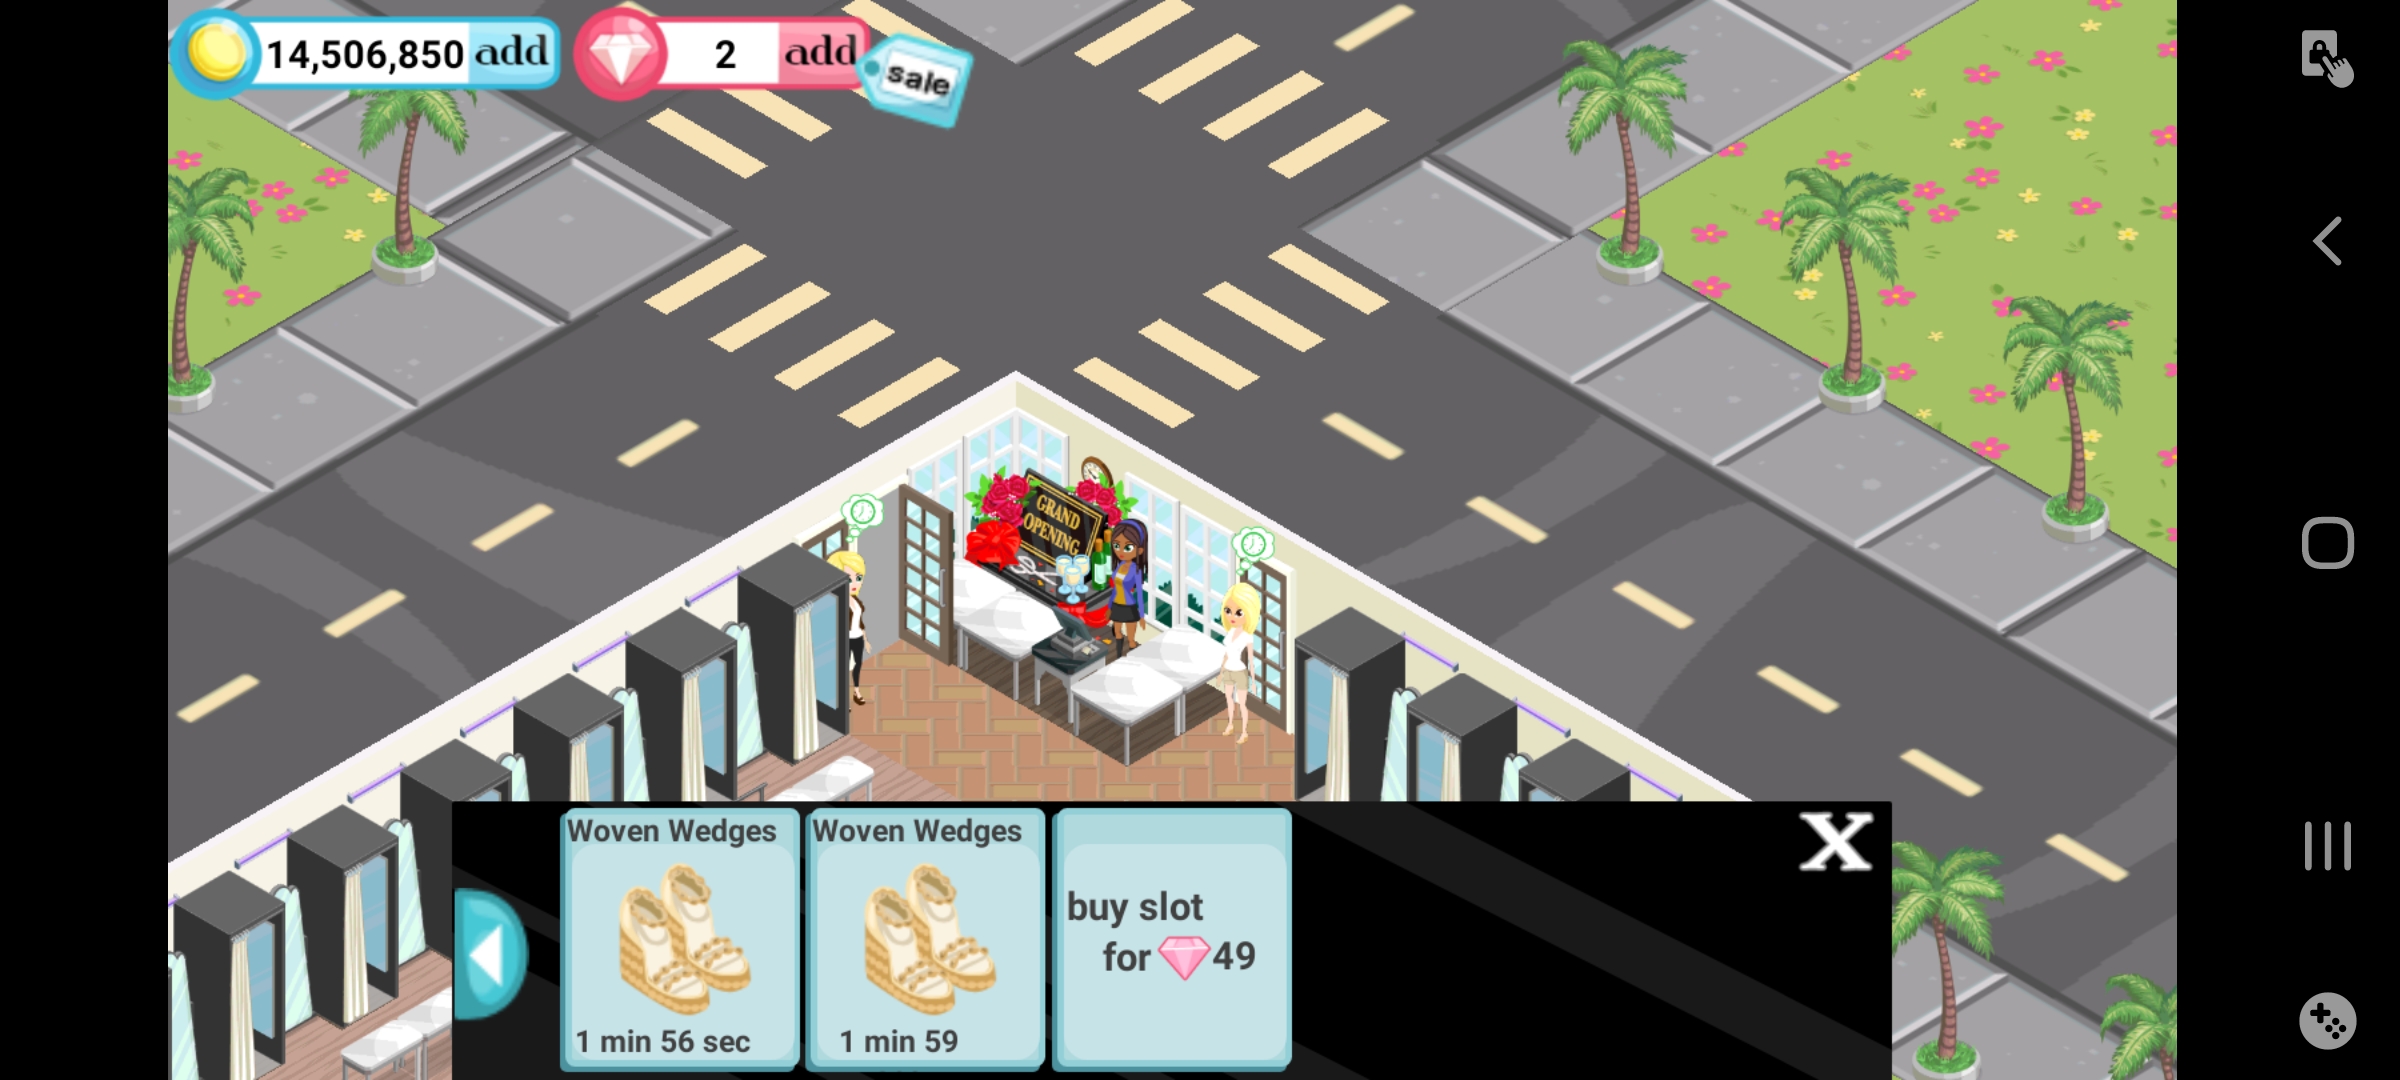 14,506,850 add
2 add
sale
GRAND
OPENING
X
Woven Wedges
1 min 56 sec
Woven Wedges
1 min 59
buy slot
for 49